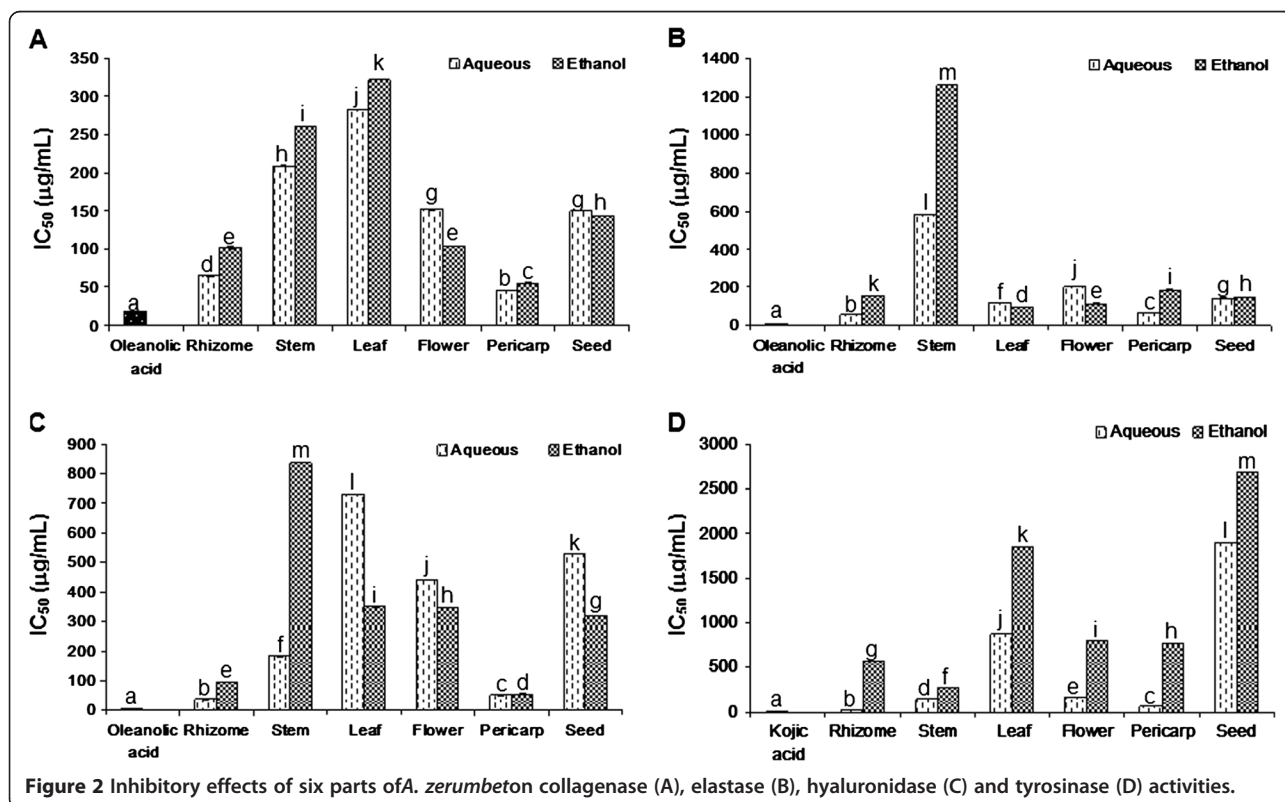 A
350
300
250
200
150
100
50
0
IC50 (μg/mL)
Aqueous Ethanol
a d e h i j k g e b c g h
Oleanolic Rhizome Stem Leaf Flower Pericarp Seed
acid
B
1400
1200
1000
800
600
400
200
0
IC50 (μg/mL)
Aqueous Ethanol
a b k l m f d j e c i g h
Oleanolic Rhizome Stem Leaf Flower Pericarp Seed
acid
C
900
800
700
600
500
400
300
200
100
0
IC50 (μg/mL)
Aqueous Ethanol
a b e f m l i j h c d k g
Oleanolic Rhizome Stem Leaf Flower Pericarp Seed
acid
D
3000
2500
2000
1500
1000
500
0
IC50 (μg/mL)
Aqueous Ethanol
a b g d f j k e i c h l m
Kojic Rhizome Stem Leaf Flower Pericarp Seed
acid
Figure 2 Inhibitory effects of six parts ofA. zerumbeton collagenase (A), elastase (B), hyaluronidase (C) and tyrosinase (D) activities.